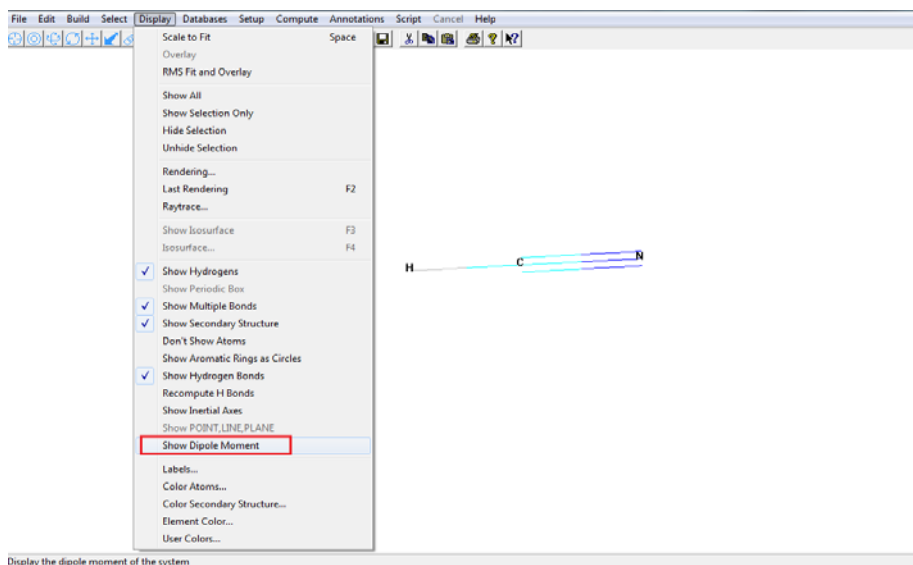 File Edit Build Select Display Databases Setup Compute Annotations Script Cancel Help
Scale to Fit Space
Overlay
RMS Fit and Overlay
Show All
Show Selection Only
Hide Selection
Unhide Selection
Rendering...
Last Rendering F2
Raytrace...
Show Isosurface F3
Isosurface... F4
Show Hydrogens
Show Periodic Box
Show Multiple Bonds
Show Secondary Structure
Don't Show Atoms
Show Aromatic Rings as Circles
Show Hydrogen Bonds
Recompute H Bonds
Show Inertial Axes
Show POINT,LINE,PLANE
Show Dipole Moment
Labels...
Color Atoms...
Color Secondary Structure...
Element Color...
User Colors...
H C N
Display the dipole moment of the system